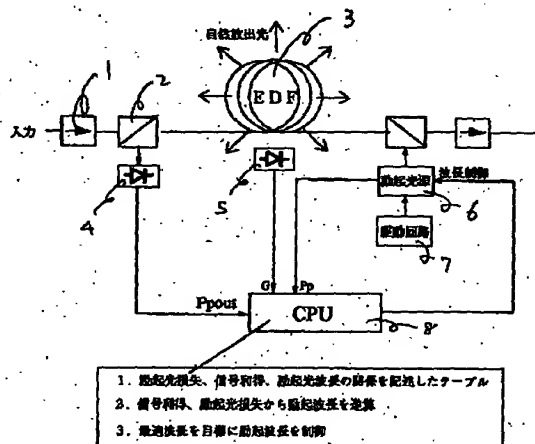 1
2
自然放出光
3
EDF
入力
4
5
励起光源
波長制御
6
駆動回路
7
G
Pp
Ppout
CPU
8
1. 励起光損失、信号利得、励起光波長の関係を記述したテーブル
2. 信号利得、励起光損失から励起波長を逆算
3. 最適波長を目標に励起波長を制御